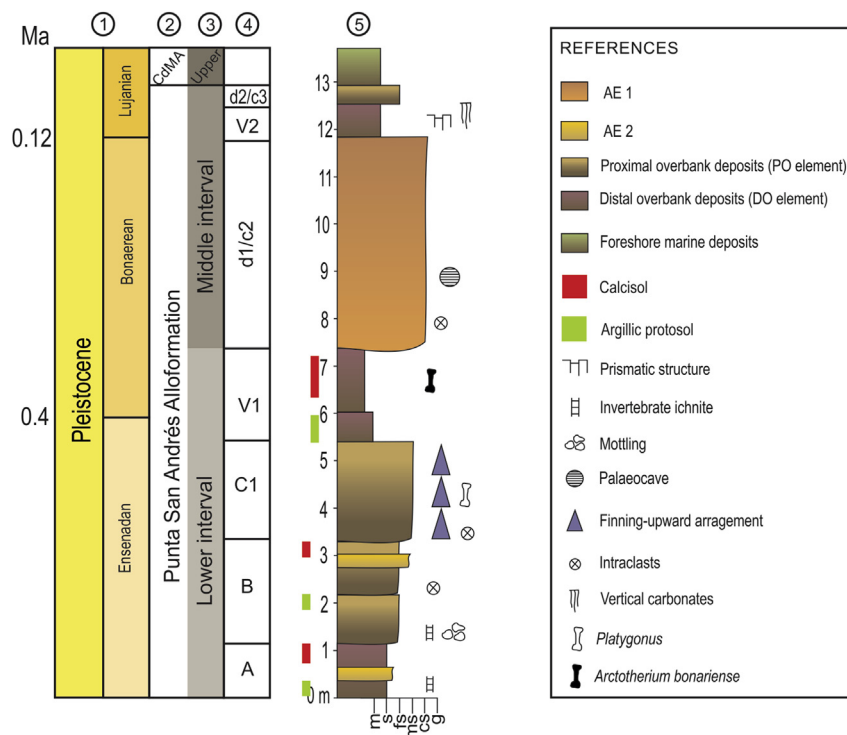 1 2 3 4 5
Ma
Pleistocene
Lujanian
Bonaerean
Ensenadan
0.12
0.4
CdMA
Punta San Andrés Alloformation
Upper
Middle interval
Lower interval
d2/c3
V2
d1/c2
V1
C1
B
A
13
12
11
10
9
8
7
6
5
4
3
2
1
0 m
m s fs ms cs g
REFERENCES
AE 1
AE 2
Proximal overbank deposits (PO element)
Distal overbank deposits (DO element)
Foreshore marine deposits
Calcisol
Argillic protosol
Prismatic structure
Invertebrate ichnite
Mottling
Palaeocave
Finning-upward arragement
Intraclasts
Vertical carbonates
Platygonus
Arctotherium bonariense